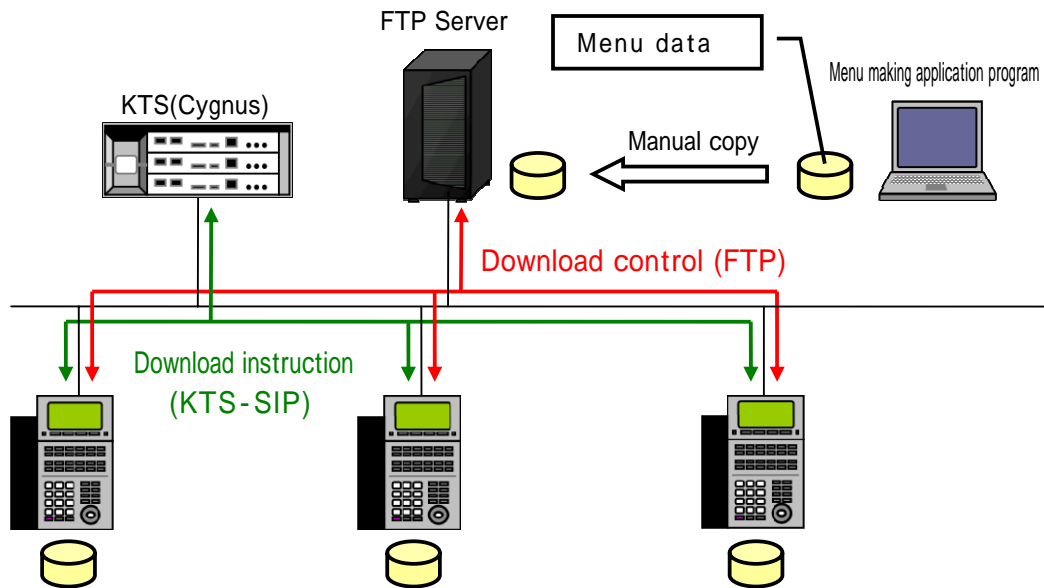 FTP Server
Menu data
Menu making application program
KTS(Cygnus)
Manual copy
Download control (FTP)
Download instruction
(KTS-SIP)